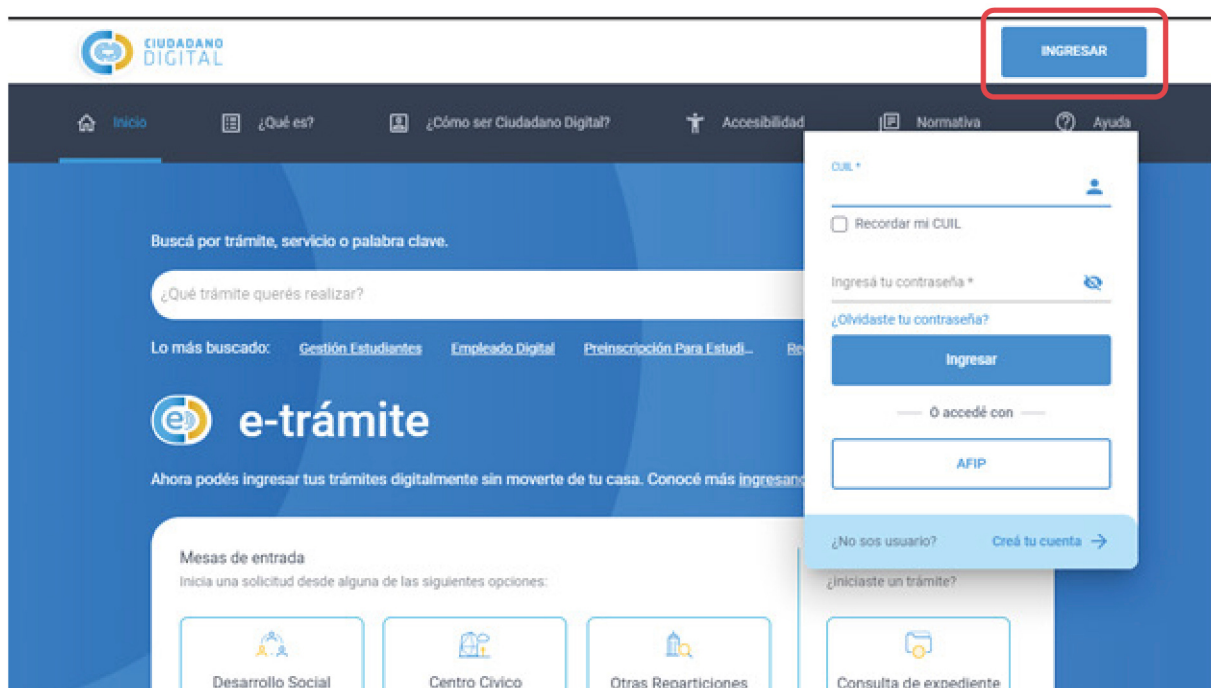 CIUDADANO
DIGITAL
INGRESAR
Inicio
¿Qué es?
¿Cómo ser Ciudadano Digital?
Accesibilidad
Normativa
Ayuda
CUIL *
Recordar mi CUIL
Ingresá tu contraseña *
¿Olvidaste tu contraseña?
Ingresar
O accedé con
AFIP
¿No sos usuario? Creá tu cuenta →
Buscá por trámite, servicio o palabra clave.
¿Qué trámite querés realizar?
Lo más buscado: Gestión Estudiantes Empleado Digital Preinscripción Para Estudi...
e-trámite
Ahora podés ingresar tus trámites digitalmente sin moverte de tu casa. Conocé más ingresand
Mesas de entrada
Inicia una solicitud desde alguna de las siguientes opciones:
¿iniciaste un trámite?
Desarrollo Social
Centro Civico
Otras Reparticiones
Consulta de expediente